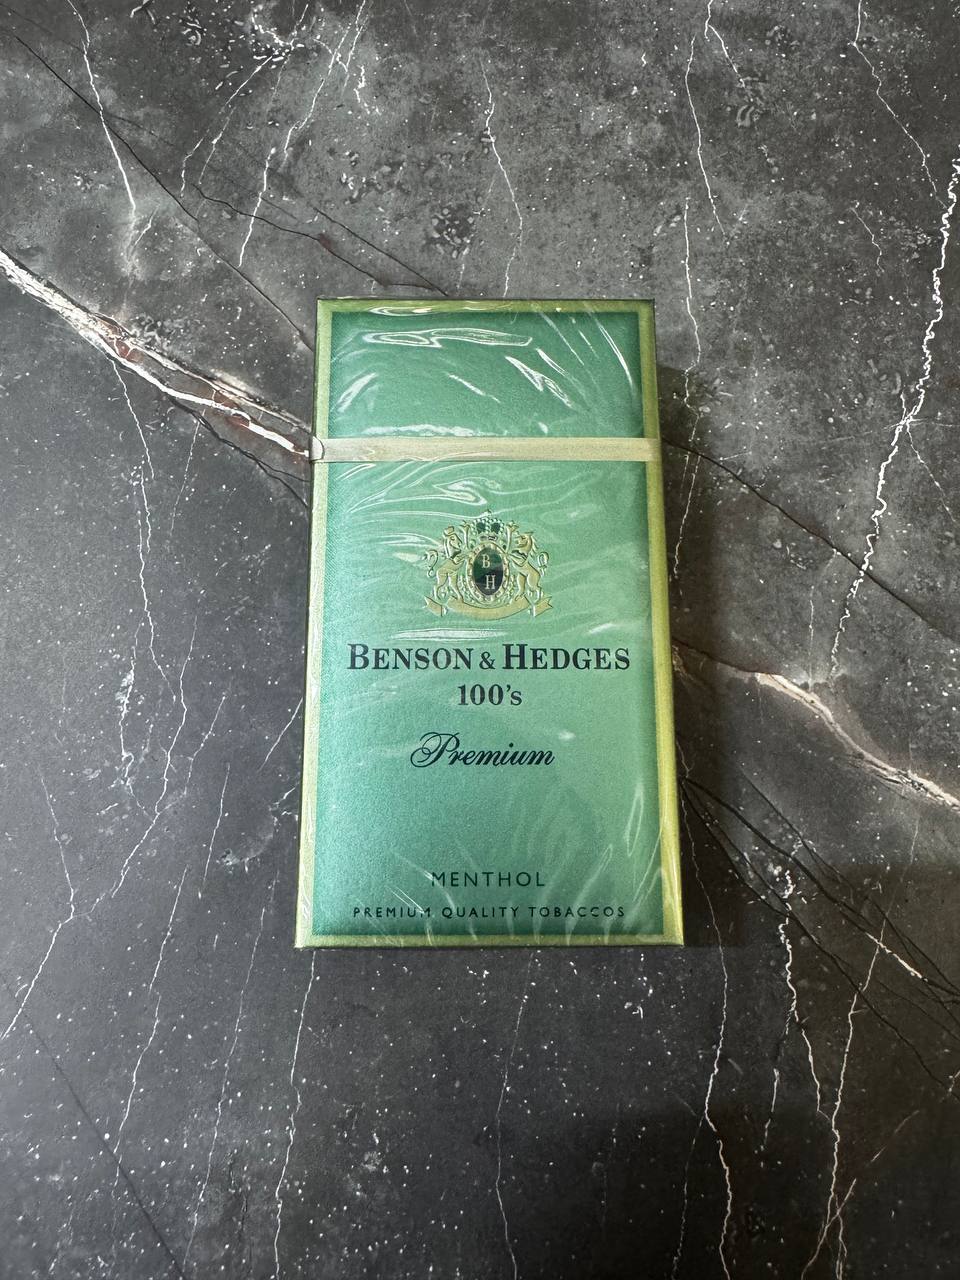 B
H
BENSON & HEDGES
100's
Premium
MENTHOL
PREMIUM QUALITY TOBACCOS